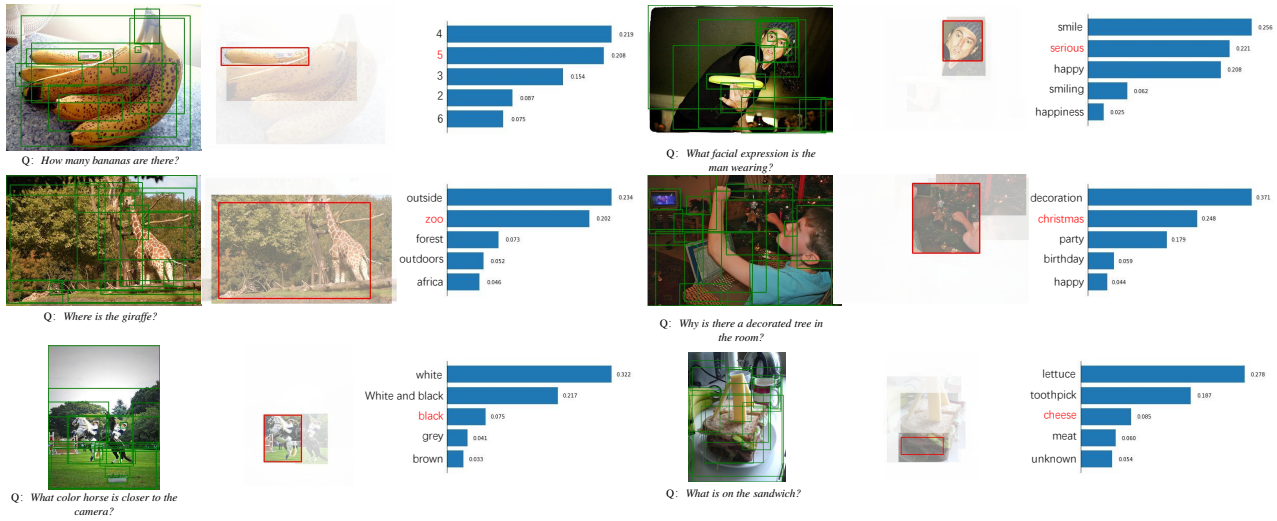 4 0.219
5 0.208
3 0.154
2 0.087
6 0.075
Q: How many bananas are there?
smile 0.256
serious 0.221
happy 0.208
smiling 0.062
happiness 0.025
Q: What facial expression is the
man wearing?
outside 0.234
zoo 0.202
forest 0.073
outdoors 0.052
africa 0.046
Q: Where is the giraffe?
decoration 0.371
christmas 0.248
party 0.179
birthday 0.059
happy 0.044
Q: Why is there a decorated tree in
the room?
white 0.322
White and black 0.217
black 0.075
grey 0.041
brown 0.033
Q: What color horse is closer to the
camera?
lettuce 0.278
toothpick 0.187
cheese 0.085
meat 0.060
unknown 0.054
Q: What is on the sandwich?